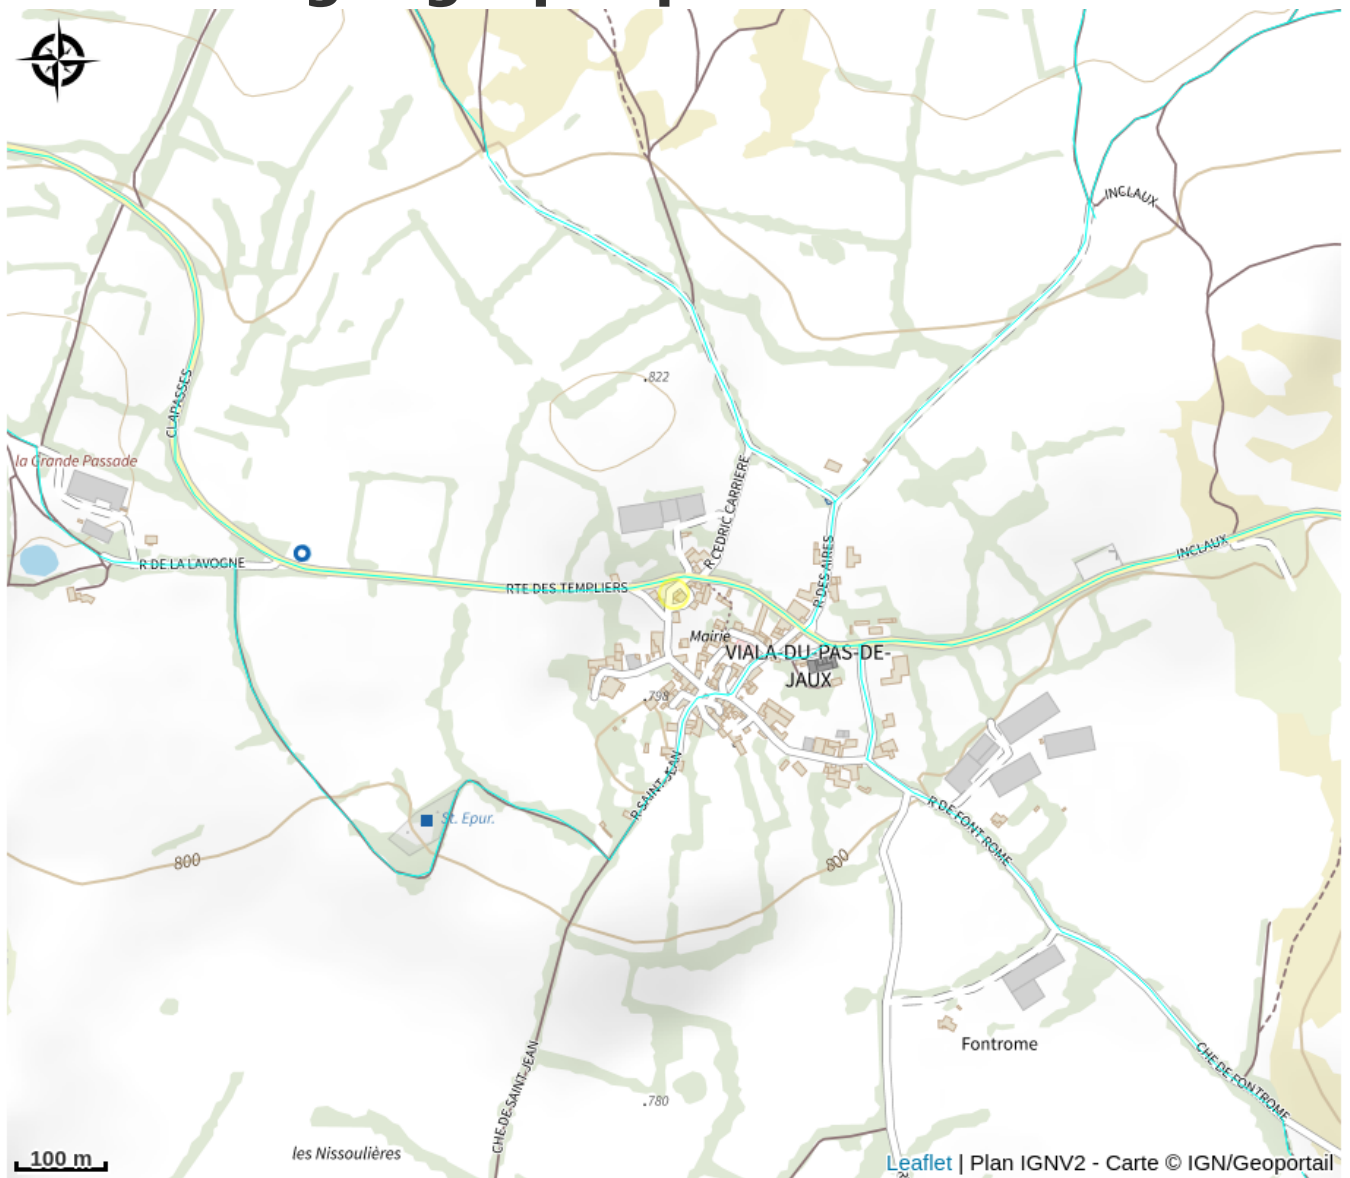 INCLAUX
822
CLAPASSES
la Grande Passade
R CEDRIC CARRIERE
R DES AIRES
INCLAUX
R DE LA LAVOGNE
RTE DES TEMPLIERS
Mairie
VIALA-DU-PAS-DE-
JAUX
798
R SAINT-JEAN
St. Epur.
R DE FONT ROME
800
800
Fontrome
CHE DE SAINT-JEAN
CHE DE FONTROME
780
les Nissoulières
100 m
Leaflet | Plan IGNV2 - Carte © IGN/Geoportail